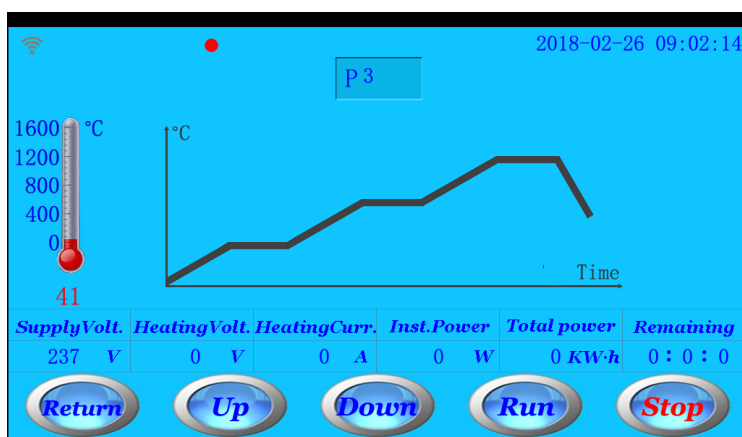 2018-02-26 09:02:14
P 3
1600 °C
1200
800
400
0
41
°C
Time
SupplyVolt. HeatingVolt. HeatingCurr. Inst.Power Total power Remaining
237 V 0 V 0 A 0 W 0 KW·h 0:0:0
Return Up Down Run Stop